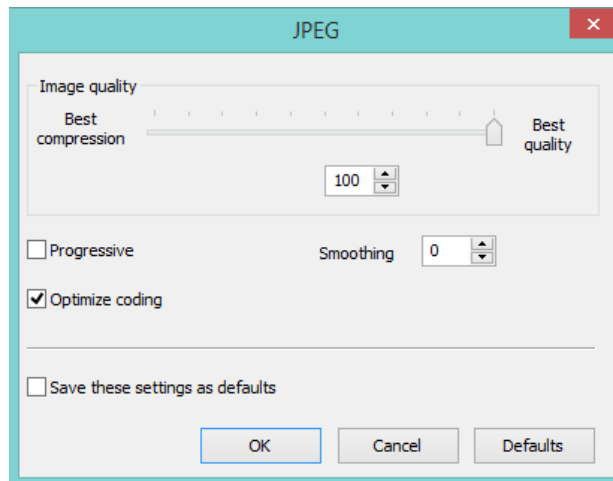 JPEG
Image quality
Best
compression
Best
quality
100
Progressive
Smoothing
0
Optimize coding
Save these settings as defaults
OK
Cancel
Defaults